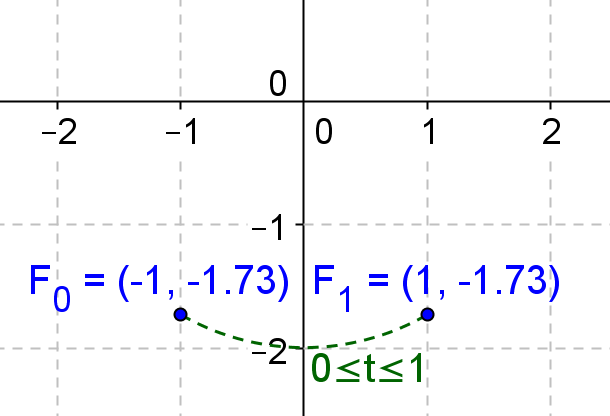 0
−2 −1 0 1 2
−1
F0 = (-1, -1.73) F1 = (1, -1.73)
−2
0≤t≤1